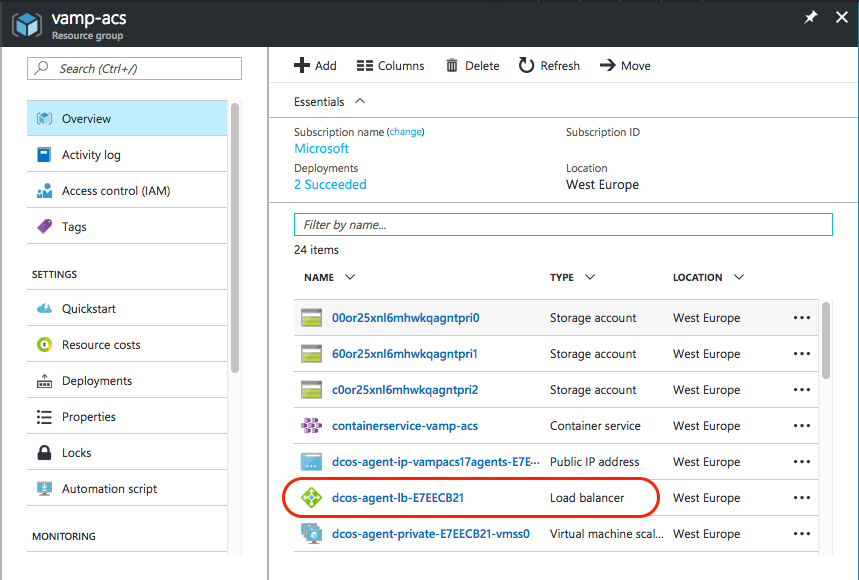 vamp-acs
Resource group
Search (Ctrl+/)
Overview
Activity log
Access control (IAM)
Tags
SETTINGS
Quickstart
Resource costs
Deployments
Properties
Locks
Automation script
MONITORING
Add Columns Delete Refresh Move
Essentials
Subscription name (change) Subscription ID
Microsoft
Deployments Location
2 Succeeded West Europe
Filter by name...
24 items
NAME TYPE LOCATION
00or25xnl6mhwkqagntpri0 Storage account West Europe
60or25xnl6mhwkqagntpri1 Storage account West Europe
c0or25xnl6mhwkqagntpri2 Storage account West Europe
containerservice-vamp-acs Container service West Europe
dcos-agent-ip-vampacs17agents-E7E... Public IP address West Europe
dcos-agent-lb-E7EECB21 Load balancer West Europe
dcos-agent-private-E7EECB21-vmss0 Virtual machine scal... West Europe